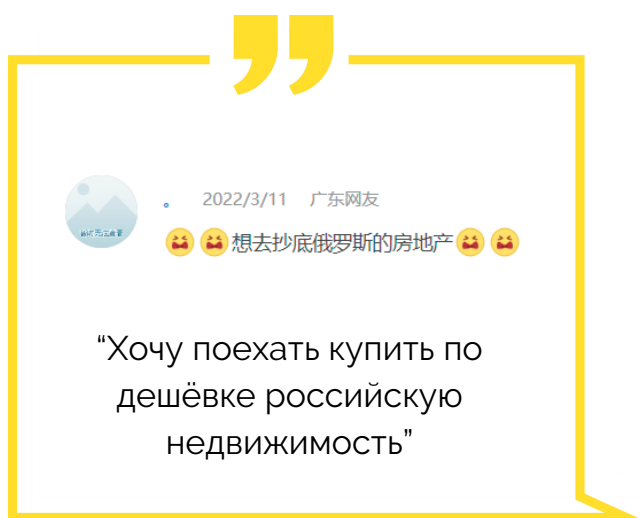 。 2022/3/11 广东网友
😆😆想去抄底俄罗斯的房地产😆😆
“Хочу поехать купить по
дешёвке российскую
недвижимость”